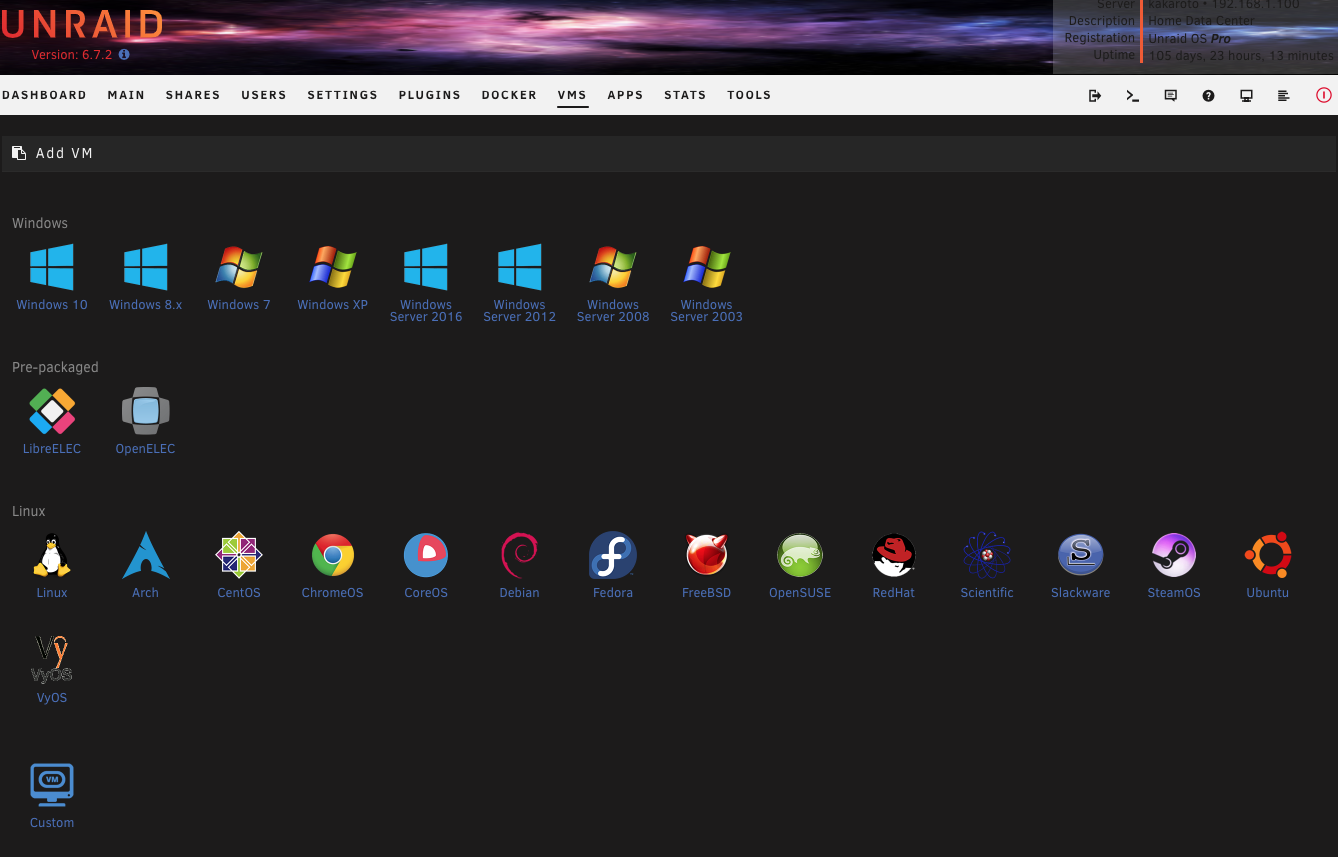 UNRAID
Version: 6.7.2
Server kakaroto • 192.168.1.100
Description Home Data Center
Registration Unraid OS Pro
Uptime 105 days, 23 hours, 13 minutes
DASHBOARD MAIN SHARES USERS SETTINGS PLUGINS DOCKER VMS APPS STATS TOOLS
Add VM
Windows
Windows 10 Windows 8.x Windows 7 Windows XP Windows Server 2016 Windows Server 2012 Windows Server 2008 Windows Server 2003
Pre-packaged
LibreELEC OpenELEC
Linux
Linux Arch CentOS ChromeOS CoreOS Debian Fedora FreeBSD OpenSUSE RedHat Scientific Slackware SteamOS Ubuntu
Vy
VyOS
VyOS
VM
Custom